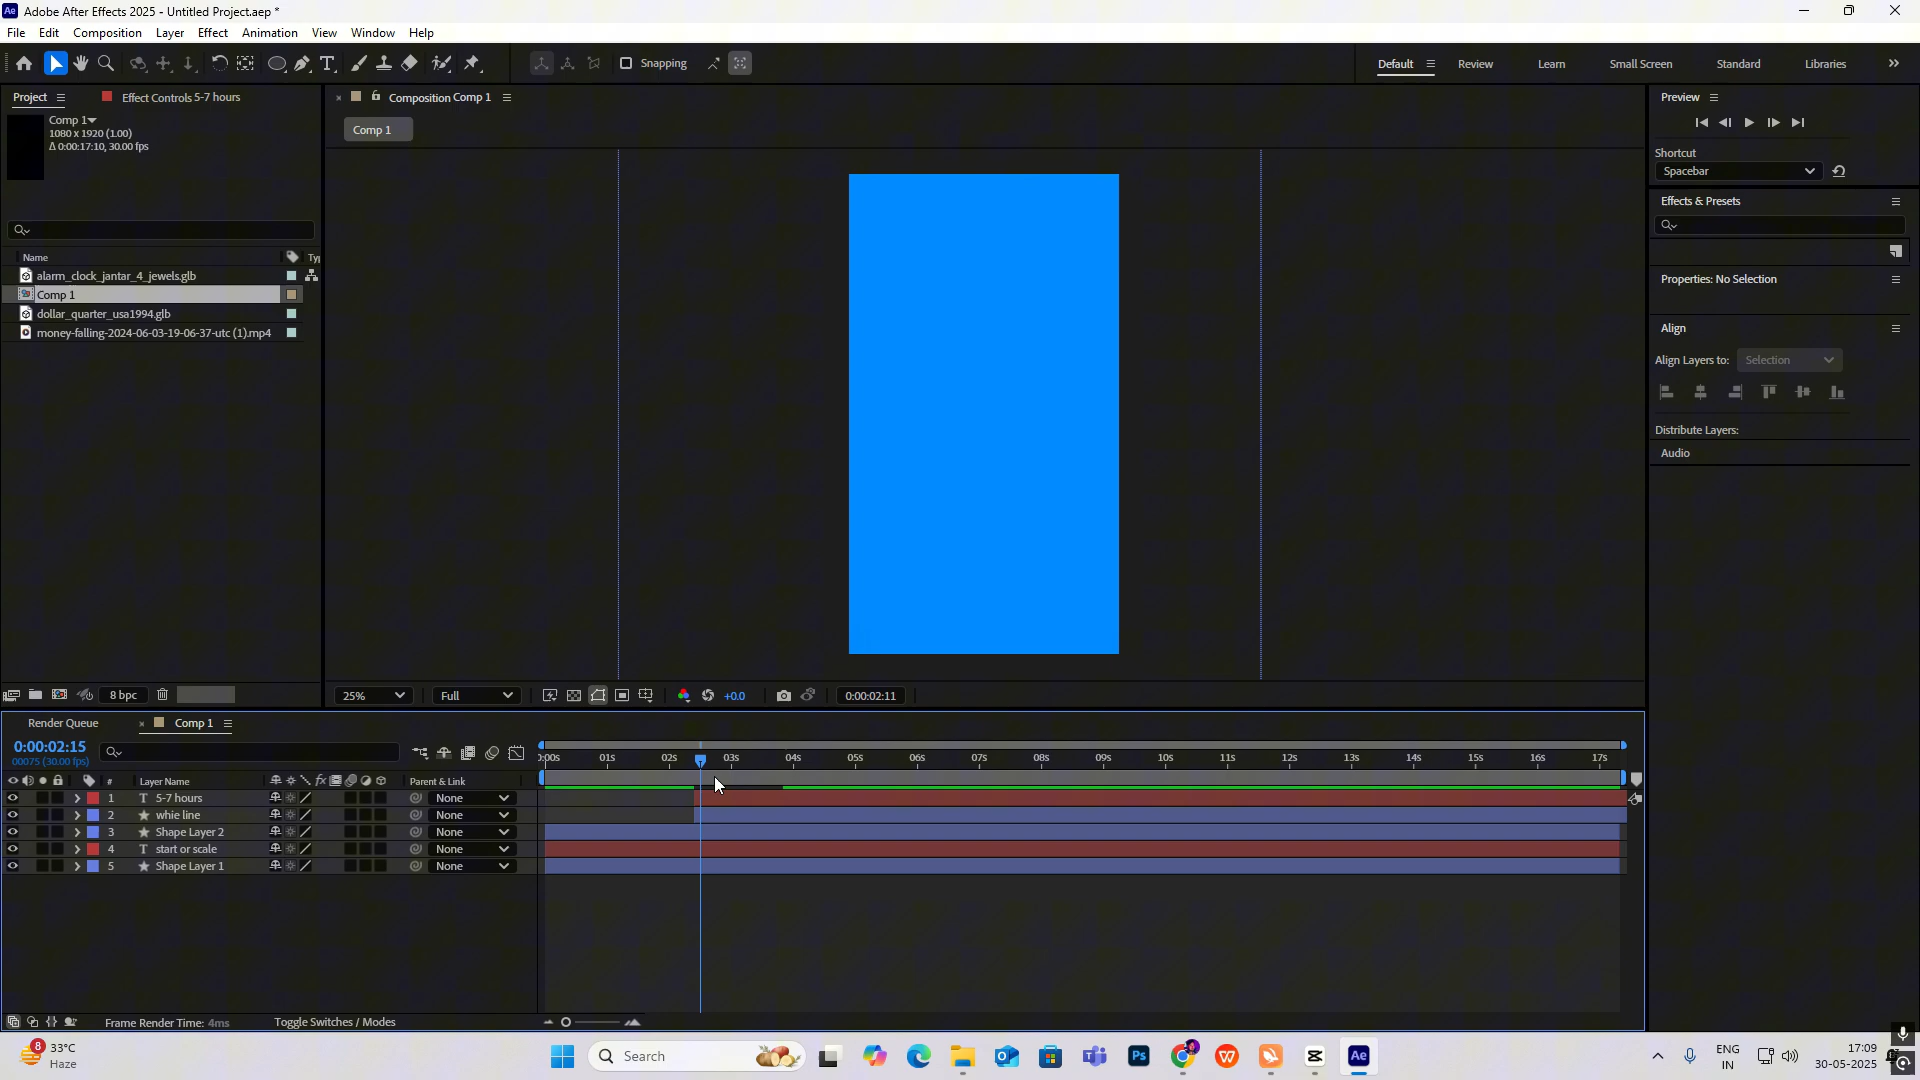 Adobe After Effects 2025 - Untitled Project.aep *
File Edit Composition Layer Effect Animation View Window Help
Snapping
Default Review Learn Small Screen Standard Libraries
Project Effect Controls 5-7 hours
Comp 1
1080 x 1920 (1.00)
Δ 0:00:17:10, 30.00 fps
Name
alarm_clock_jantar_4_jewels.glb
Comp 1
dollar_quarter_usa1994.glb
money-falling-2024-06-03-19-06-37-utc (1).mp4
8 bpc
Composition Comp 1
Comp 1
25% Full +0.0 0:00:02:11
Preview
Shortcut
Spacebar
Effects & Presets
Properties: No Selection
Align
Align Layers to: Selection
Distribute Layers:
Audio
Render Queue Comp 1
0:00:02:15
00075 (30.00 fps)
# Layer Name Parent & Link
1 T 5-7 hours None
2 whie line None
3 Shape Layer 2 None
4 T start or scale None
5 Shape Layer 1 None
:00s 01s 02s 03s 04s 05s 06s 07s 08s 09s 10s 11s 12s 13s 14s 15s 16s 17s
Frame Render Time: 4ms Toggle Switches / Modes
8 33°C
Haze
Search
Ps
Ae
ENG
IN
17:09
30-05-2025